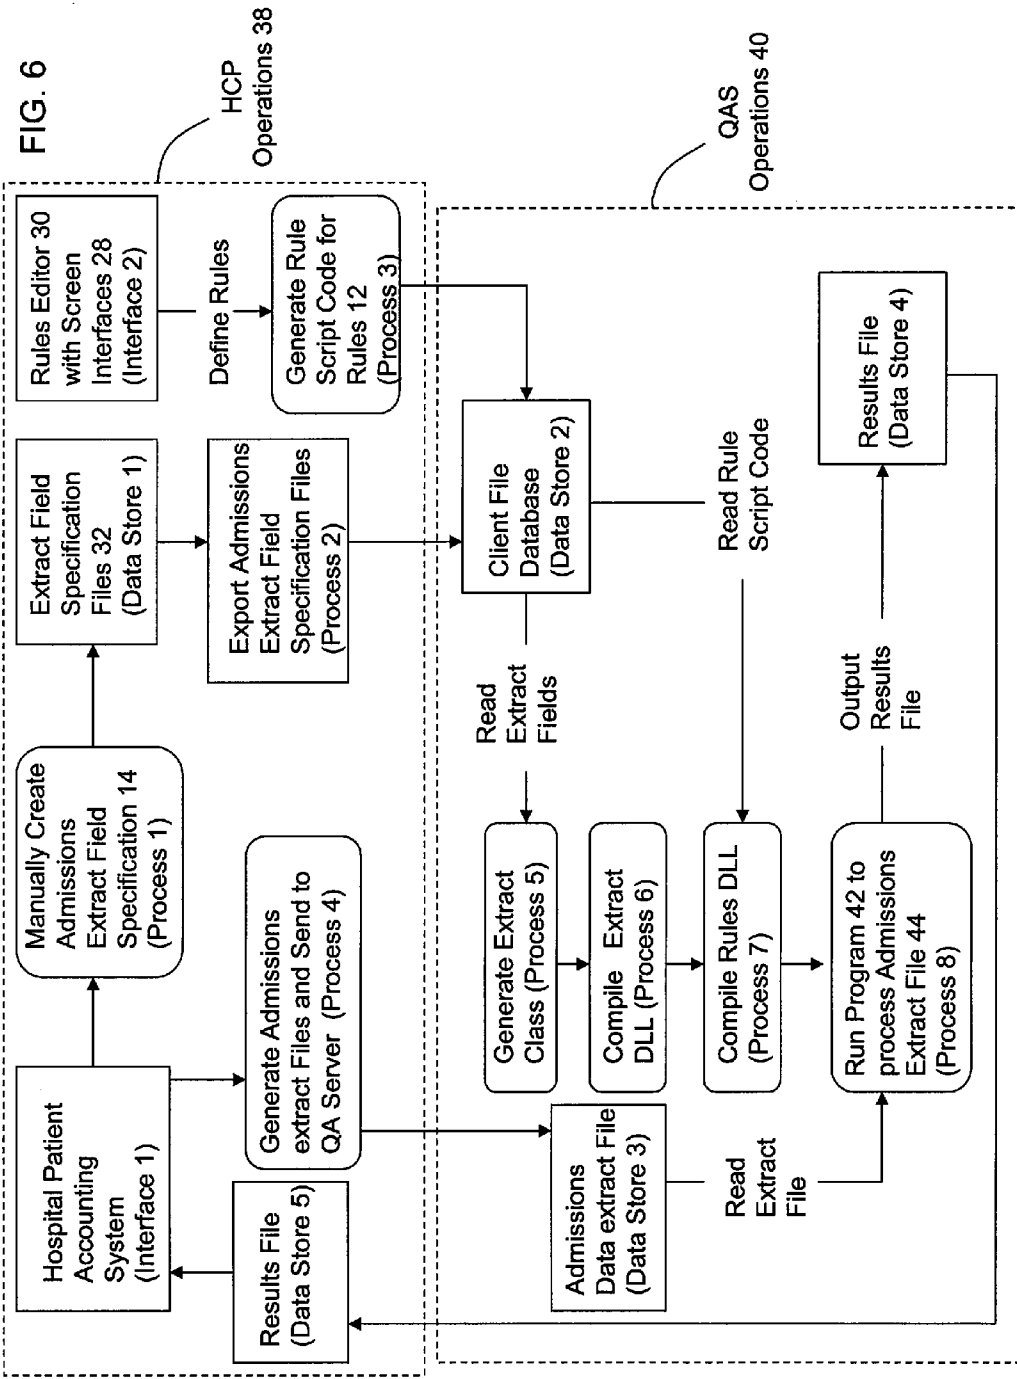 FIG. 6
HCP
Operations 38
Hospital Patient
Accounting
System
(Interface 1)
Manually Create
Admissions
Extract Field
Specification 14
(Process 1)
Extract Field
Specification
Files 32
(Data Store 1)
Rules Editor 30
with Screen
Interfaces 28
(Interface 2)
Define Rules
Results File
(Data Store 5)
Generate Admissions
extract Files and Send to
QA Server (Process 4)
Export Admissions
Extract Field
Specification Files
(Process 2)
Generate Rule
Script Code for
Rules 12
(Process 3)
QAS
Operations 40
Client File
Database
(Data Store 2)
Read
Extract
Fields
Generate Extract
Class (Process 5)
Compile Extract
DLL (Process 6)
Read Rule
Script Code
Compile Rules DLL
(Process 7)
Admissions
Data extract File
(Data Store 3)
Read
Extract
File
Run Program 42 to
process Admissions
Extract File 44
(Process 8)
Output
Results
File
Results File
(Data Store 4)